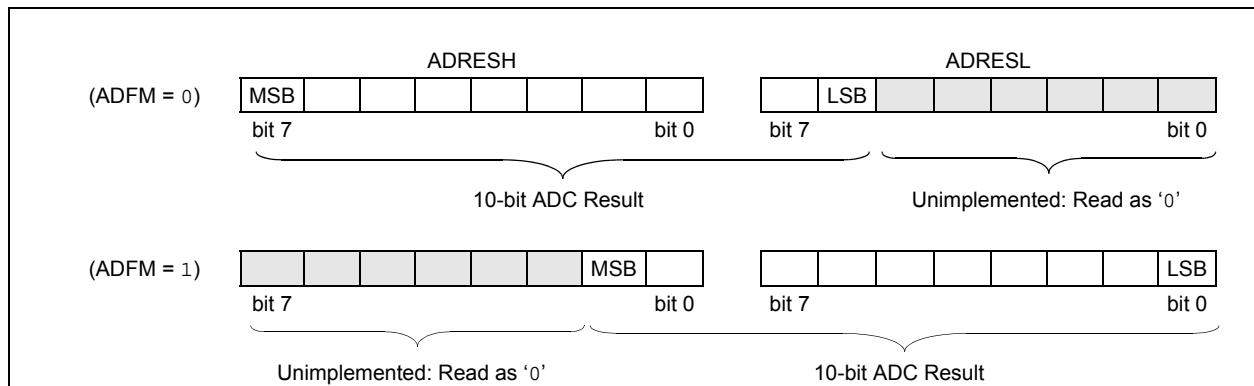 ADRESH ADRESL
(ADFM = 0) MSB LSB
bit 7 bit 0 bit 7 bit 0
10-bit ADC Result Unimplemented: Read as ‘0’
(ADFM = 1) MSB LSB
bit 7 bit 0 bit 7 bit 0
Unimplemented: Read as ‘0’ 10-bit ADC Result